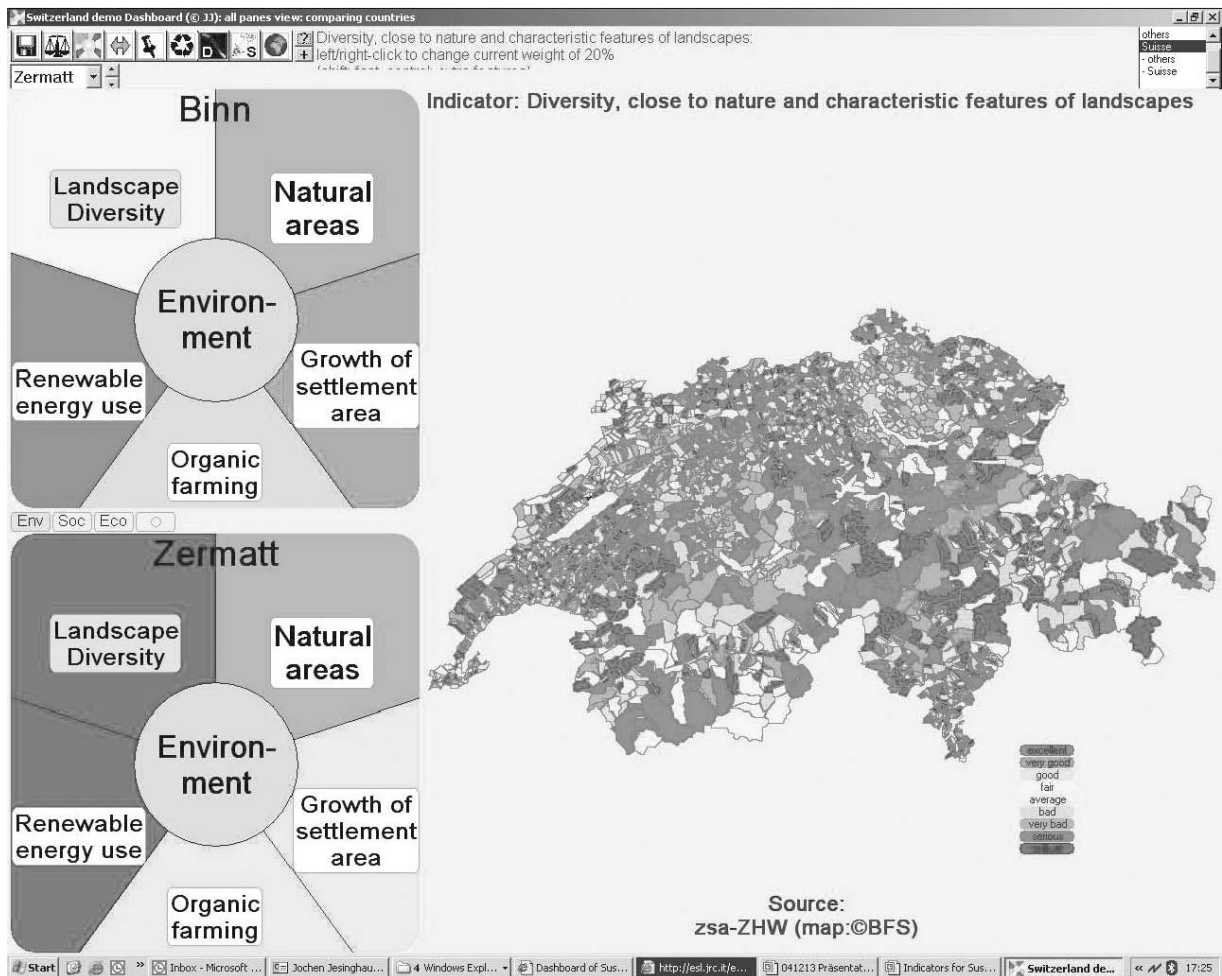 Switzerland demo Dashboard (© JJ): all panes view: comparing countries
Diversity, close to nature and characteristic features of landscapes:
left/right-click to change current weight of 20%
others
Suisse
- others
- Suisse
Zermatt
Binn
Indicator: Diversity, close to nature and characteristic features of landscapes
Landscape
Diversity
Natural
areas
Environ-
ment
Renewable
energy use
Growth of
settlement
area
Organic
farming
Env Soc Eco
Zermatt
Landscape
Diversity
Natural
areas
Environ-
ment
Renewable
energy use
Growth of
settlement
area
Organic
farming
excellent
very good
good
fair
average
bad
very bad
serious
Source:
zsa-ZHW (map:©BFS)
Start Inbox - Microsoft ... Jochen Jesinghau... 4 Windows Expl... Dashboard of Sus... http://esl.jrc.it/e... 041213 Präsentat... Indicators for Sus... Switzerland de... 17:25